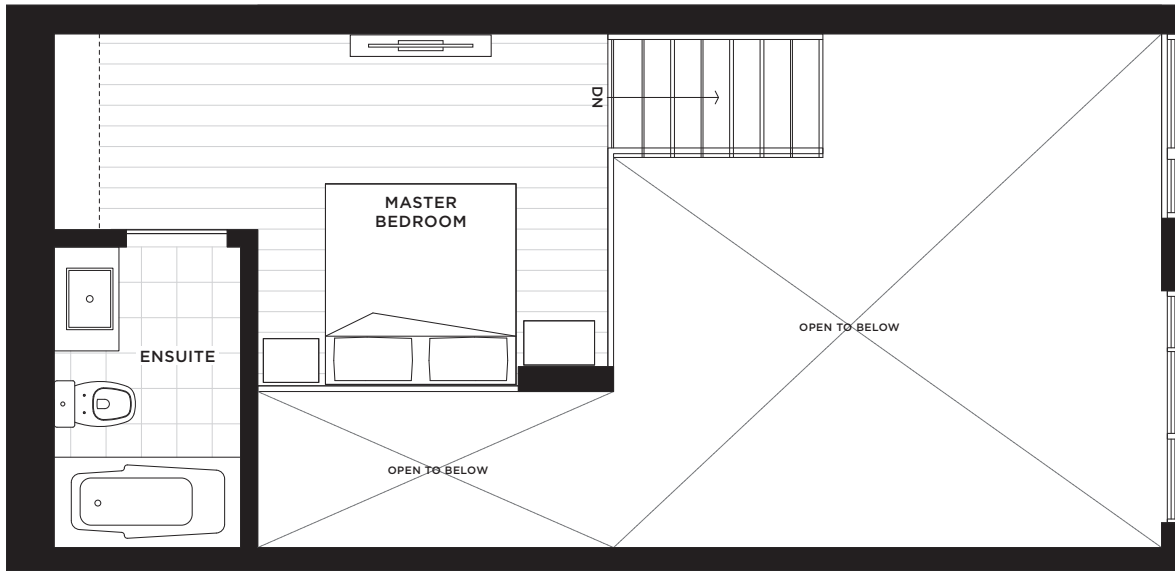 DN
MASTER
BEDROOM
OPEN TO BELOW
ENSUITE
OPEN TO BELOW